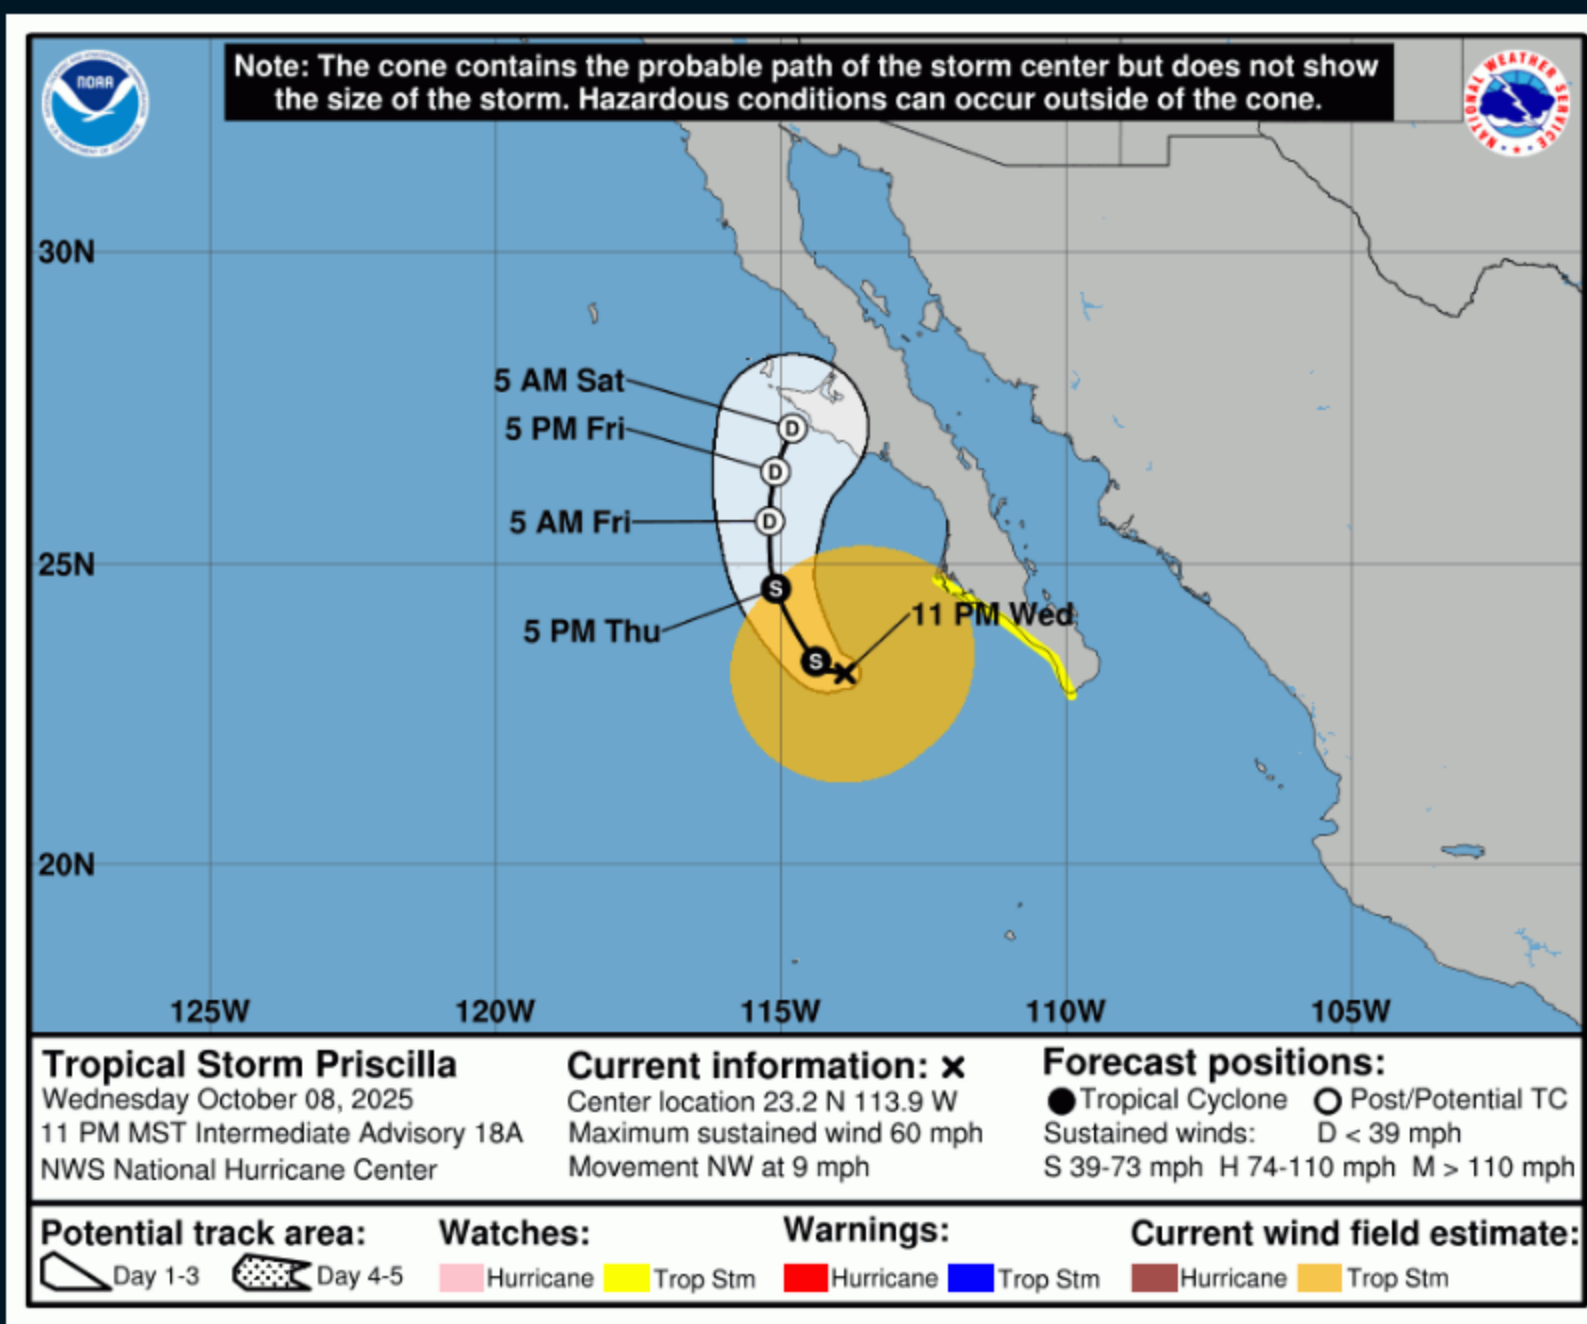 Note: The cone contains the probable path of the storm center but does not show
the size of the storm. Hazardous conditions can occur outside of the cone.
NOAA
NATIONAL WEATHER SERVICE
30N
25N
20N
125W
120W
115W
110W
105W
5 AM Sat
5 PM Fri
5 AM Fri
5 PM Thu
11 PM Wed
D
D
D
S
S
Tropical Storm Priscilla
Wednesday October 08, 2025
11 PM MST Intermediate Advisory 18A
NWS National Hurricane Center
Current information: x
Center location 23.2 N 113.9 W
Maximum sustained wind 60 mph
Movement NW at 9 mph
Forecast positions:
Tropical Cyclone Post/Potential TC
Sustained winds: D < 39 mph
S 39-73 mph H 74-110 mph M > 110 mph
Potential track area:
Day 1-3 Day 4-5
Watches:
Hurricane Trop Stm
Warnings:
Hurricane Trop Stm
Current wind field estimate:
Hurricane Trop Stm